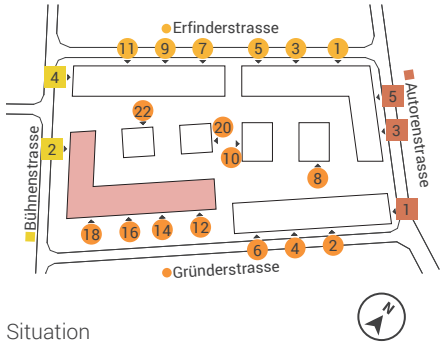 Erfinderstrasse
11 9 7 5 3 1
4
5
22
20
3
2
10
8
Bühnenstrasse
Autorenstrasse
18 16 14 12
1
6 4 2
Gründerstrasse
N
Situation